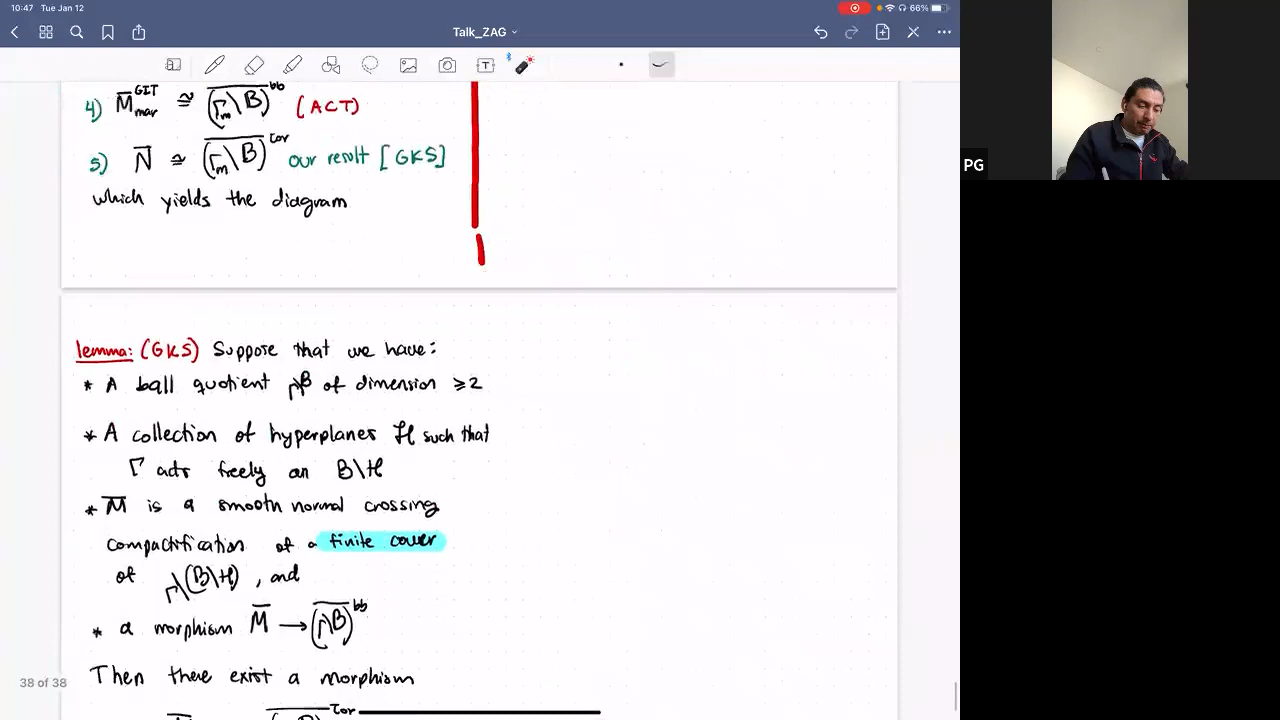 10:47 Tue Jan 12
66%
Talk_ZAG
4) M̄^GIT_mar ≅ \overline{(Γ_m\B)}^bb (ACT)
5) N̄ ≅ \overline{(Γ_m\B)}^tor our result [GKS]
which yields the diagram
lemma: (GKS) Suppose that we have:
* A ball quotient Γ\B of dimension ≥2
* A collection of hyperplanes H such that
Γ acts freely on B\H
* M̄ is a smooth normal crossing
compactification of a finite cover
of Γ\(B\H), and
* a morphism M̄ → \overline{(Γ\B)}^bb
Then there exist a morphism
38 of 38
PG